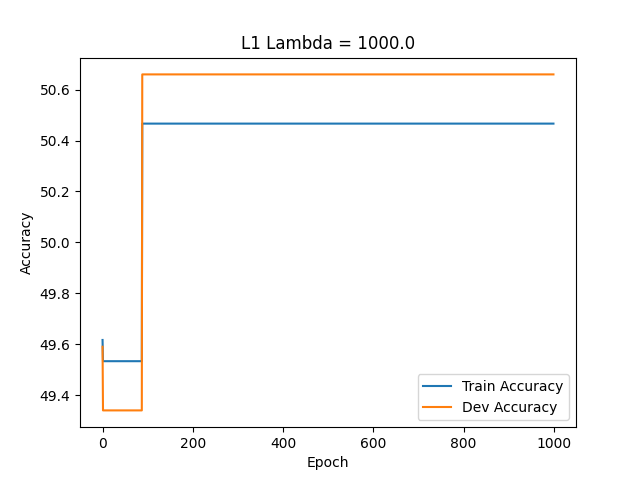 L1 Lambda = 1000.0
50.6
50.4
50.2
50.0
49.8
49.6
49.4
Accuracy
0 200 400 600 800 1000
Epoch
Train Accuracy
Dev Accuracy